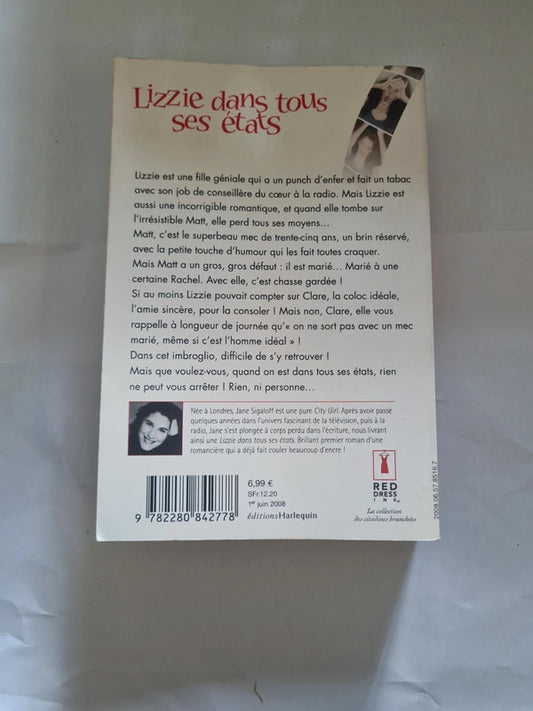 Lizzie dans tous
ses états
Lizzie est une fille géniale qui a un punch d'enfer et fait un tabac
avec son job de conseillère du cœur à la radio. Mais Lizzie est
aussi une incorrigible romantique, et quand elle tombe sur
l'irrésistible Matt, elle perd tous ses moyens...
Matt, c'est le superbeau mec de trente-cinq ans, un brin réservé,
avec la petite touche d'humour qui les fait toutes craquer.
Mais Matt a un gros, gros défaut : il est marié... Marié à une
certaine Rachel. Avec elle, c'est chasse gardée !
Si au moins Lizzie pouvait compter sur Clare, la coloc idéale,
l'amie sincère, pour la consoler ! Mais non, Clare, elle vous
rappelle à longueur de journée qu'« on ne sort pas avec un mec
marié, même si c'est l'homme idéal » !
Dans cet imbroglio, difficile de s'y retrouver !
Mais que voulez-vous, quand on est dans tous ses états, rien
ne peut vous arrêter ! Rien, ni personne...
Née à Londres, Jane Sigaloff est une pure City Girl. Après avoir passé
quelques années dans l'univers fascinant de la télévision, puis à la
radio, Jane s'est plongée à corps perdu dans l'écriture, nous livrant
ainsi une Lizzie dans tous ses états. Brillant premier roman d'une
romancière qui a déjà fait couler beaucoup d'encre !
6,99 €
SFr.12.20
1er juin 2008
9 782280 842778
éditionsHarlequin
RED
DRESS
INK
La collection
des citadines branchées
2008.06.57.8516.7